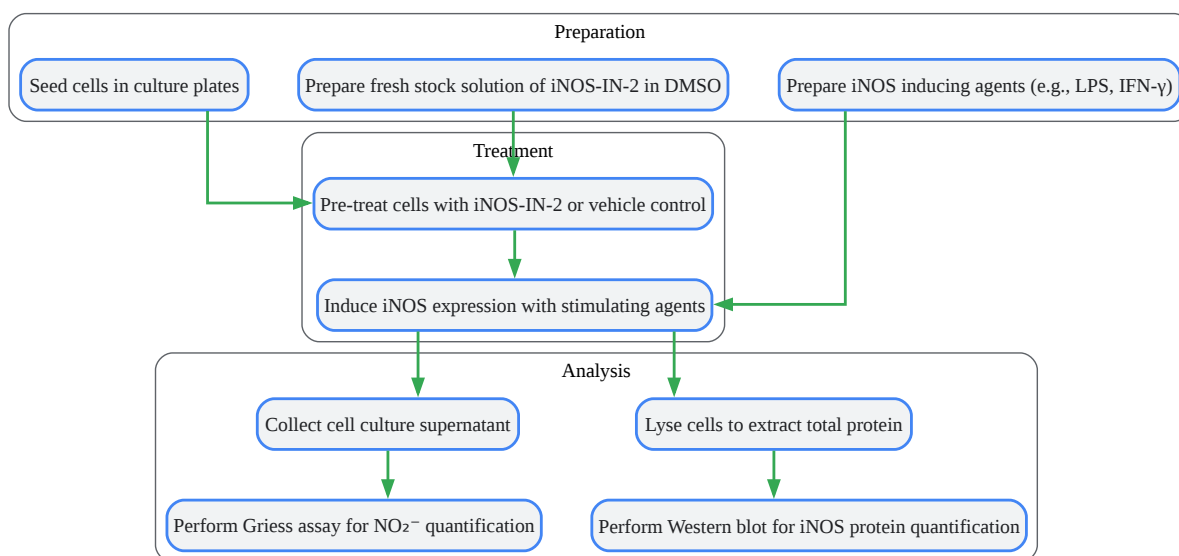 Preparation
Seed cells in culture plates
Prepare fresh stock solution of iNOS-IN-2 in DMSO
Prepare iNOS inducing agents (e.g., LPS, IFN-γ)
Treatment
Pre-treat cells with iNOS-IN-2 or vehicle control
Induce iNOS expression with stimulating agents
Analysis
Collect cell culture supernatant
Lyse cells to extract total protein
Perform Griess assay for NO₂⁻ quantification
Perform Western blot for iNOS protein quantification